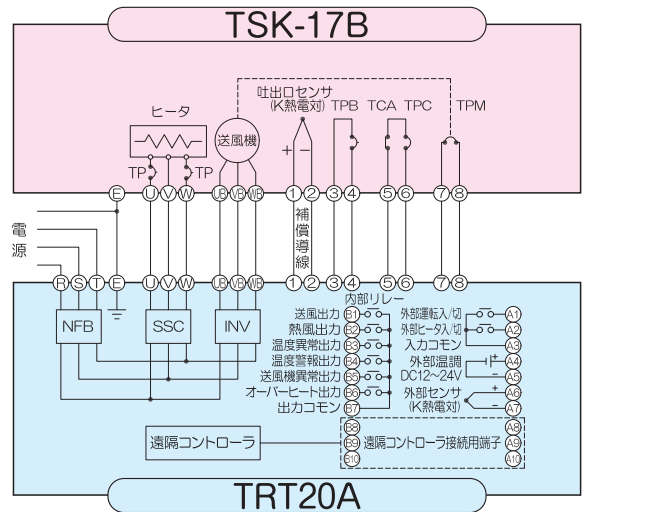 TSK-17B
吐出口センサ
(K熱電対) TPB TCA TPC TPM
ヒータ
送風機
+ −
TP TP
E U V W UB VB WB 1 2 3 4 5 6 7 8
電源
補償導線
R S T E U V W UB VB WB 1 2 3 4 5 6 7 8
NFB SSC INV
内部リレー
送風出力 B1
熱風出力 B2
温度異常出力 B3
温度警報出力 B4
送風機異常出力 B5
オーバーヒート出力 B6
出力コモン B7
外部運転入/切 A1
外部ヒータ入/切 A2
入力コモン A3
外部温調 + A4
DC12~24V − A5
外部センサ + A6
(K熱電対) − A7
B8 A8
遠隔コントローラ B9 遠隔コントローラ接続用端子 A9
B10 A10
TRT20A